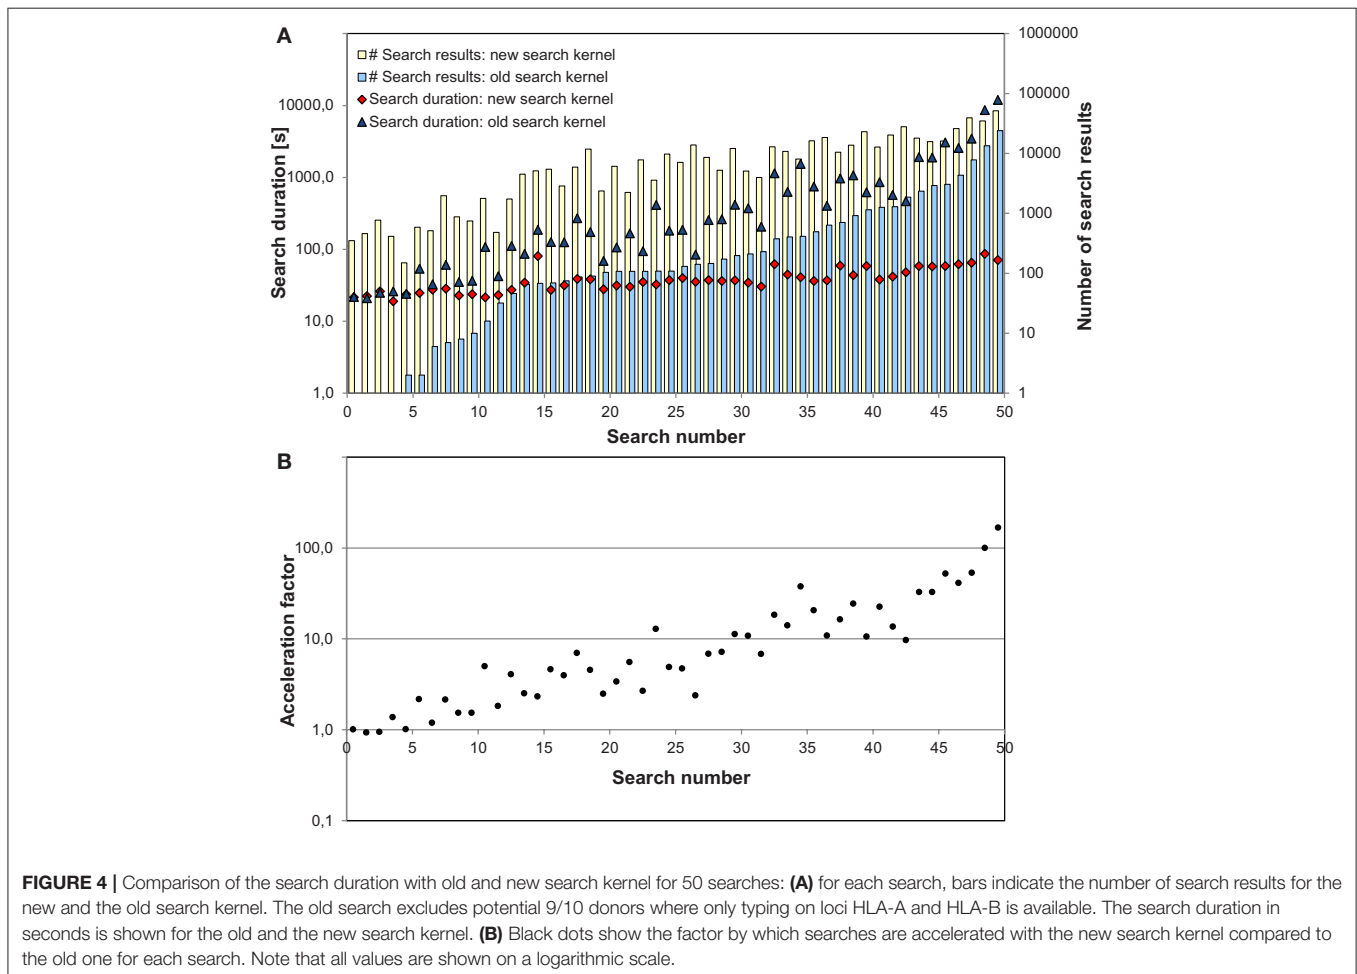 A
# Search results: new search kernel
# Search results: old search kernel
Search duration: new search kernel
Search duration: old search kernel
Search duration [s]
10000,0
1000,0
100,0
10,0
1,0
1000000
100000
10000
1000
100
10
1
Number of search results
0 5 10 15 20 25 30 35 40 45 50
Search number
B
Acceleration factor
100,0
10,0
1,0
0,1
0 5 10 15 20 25 30 35 40 45 50
Search number
FIGURE 4 | Comparison of the search duration with old and new search kernel for 50 searches: (A) for each search, bars indicate the number of search results for the
new and the old search kernel. The old search excludes potential 9/10 donors where only typing on loci HLA-A and HLA-B is available. The search duration in
seconds is shown for the old and the new search kernel. (B) Black dots show the factor by which searches are accelerated with the new search kernel compared to
the old one for each search. Note that all values are shown on a logarithmic scale.